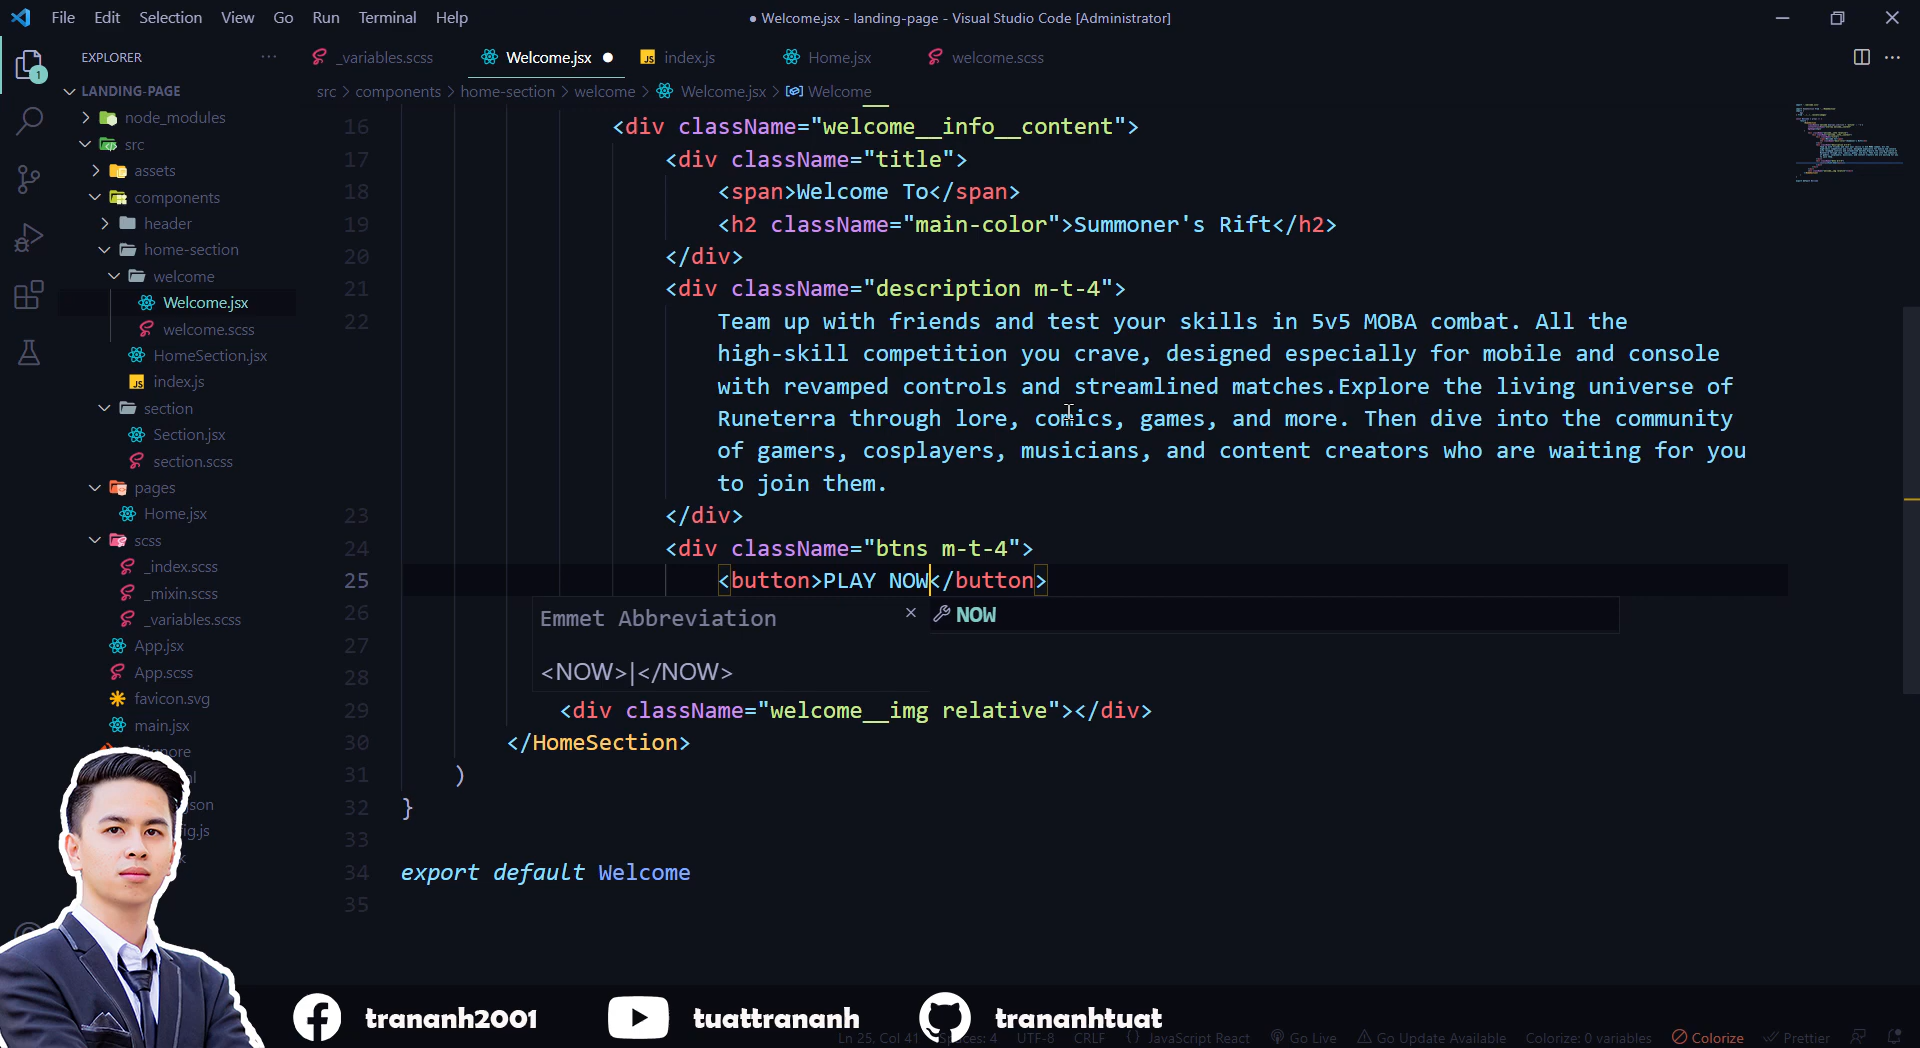 File Edit Selection View Go Run Terminal Help
● Welcome.jsx - landing-page - Visual Studio Code [Administrator]
EXPLORER
_variables.scss
Welcome.jsx
JS index.js
Home.jsx
welcome.scss
1
src > components > home-section > welcome > Welcome.jsx > Welcome
LANDING-PAGE
node_modules
src
assets
components
header
home-section
welcome
Welcome.jsx
welcome.scss
HomeSection.jsx
JS index.js
section
Section.jsx
section.scss
pages
Home.jsx
scss
_index.scss
_mixin.scss
_variables.scss
App.jsx
App.scss
favicon.svg
main.jsx
16 <div className="welcome__info__content">
17 <div className="title">
18 <span>Welcome To</span>
19 <h2 className="main-color">Summoner's Rift</h2>
20 </div>
21 <div className="description m-t-4">
22 Team up with friends and test your skills in 5v5 MOBA combat. All the
high-skill competition you crave, designed especially for mobile and console
with revamped controls and streamlined matches.Explore the living universe of
Runeterra through lore, comics, games, and more. Then dive into the community
of gamers, cosplayers, musicians, and content creators who are waiting for you
to join them.
23 </div>
24 <div className="btns m-t-4">
25 <button>PLAY NOW</button>
26
27
28
Emmet Abbreviation
NOW
<NOW>|</NOW>
29 <div className="welcome__img relative"></div>
30 </HomeSection>
31 )
32 }
33
34 export default Welcome
35
trananh2001
tuattrananh
trananhtuat
Ln 25, Col 41 Spaces: 4 UTF-8 CRLF {} JavaScript React Go Live Go Update Available Colorize: 0 variables Colorize Prettier